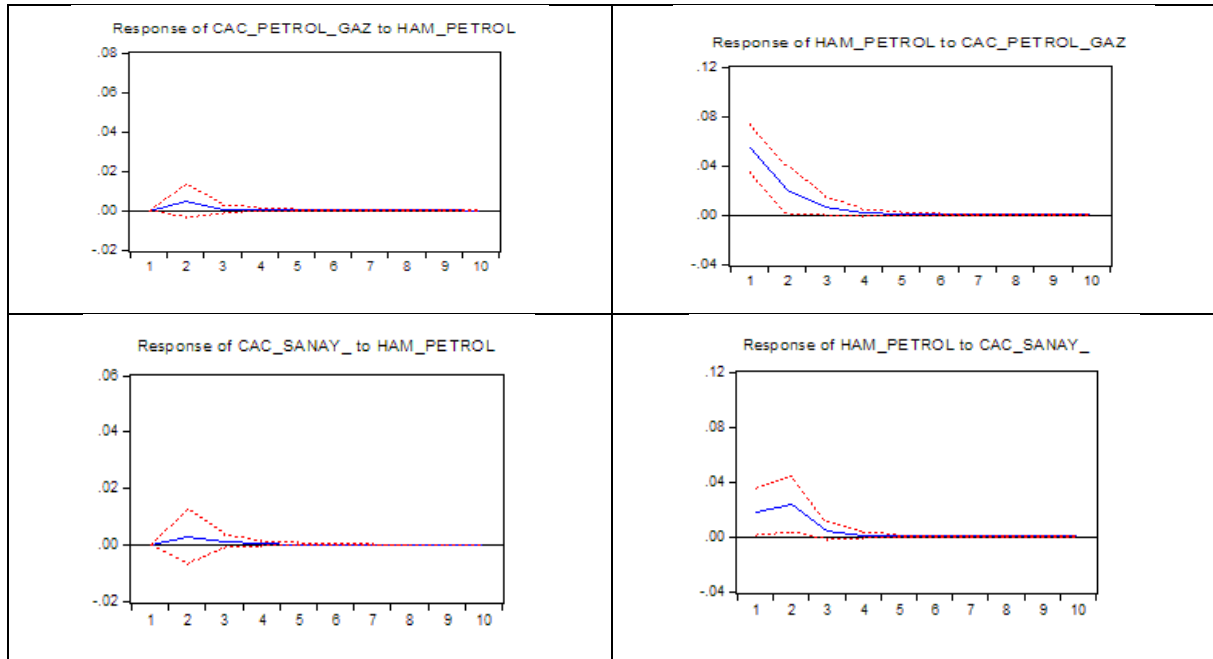 Response of CAC_PETROL_GAZ to HAM_PETROL
.08
.06
.04
.02
.00
-.02
1 2 3 4 5 6 7 8 9 10
Response of HAM_PETROL to CAC_PETROL_GAZ
.12
.08
.04
.00
-.04
1 2 3 4 5 6 7 8 9 10
Response of CAC_SANAY_ to HAM_PETROL
.06
.04
.02
.00
-.02
1 2 3 4 5 6 7 8 9 10
Response of HAM_PETROL to CAC_SANAY_
.12
.08
.04
.00
-.04
1 2 3 4 5 6 7 8 9 10